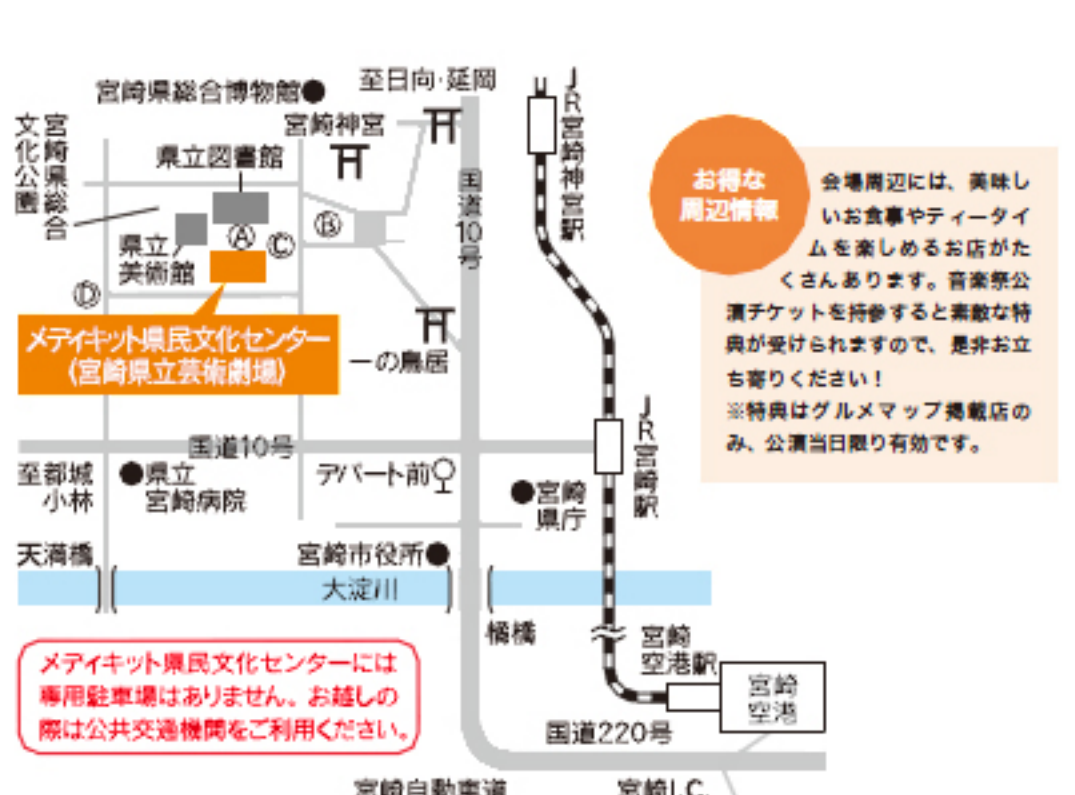 宮崎県総合博物館
至日向・延岡
宮崎神宮
JR宮崎神宮駅
宮崎県総合
文化公園
県立図書館
国道10号
県立
美術館
Ⓐ
Ⓑ
Ⓒ
Ⓓ
メディキット県民文化センター
(宮崎県立芸術劇場)
一の鳥居
お得な
周辺情報
会場周辺には、美味し
いお食事やティータイ
ムを楽しめるお店がた
くさんあります。音楽祭公
演チケットを持参すると素敵な特
典が受けられますので、是非お立
ち寄りください！
※特典はグルメマップ掲載店の
み、公演当日限り有効です。
国道10号
JR宮崎駅
至都城
小林
県立
宮崎病院
デパート前
宮崎
県庁
天満橋
宮崎市役所
大淀川
橘橋
宮崎
空港駅
宮崎
空港
メディキット県民文化センターには
専用駐車場はありません。お越しの
際は公共交通機関をご利用ください。
国道220号
宮崎自動車道
宮崎I.C.